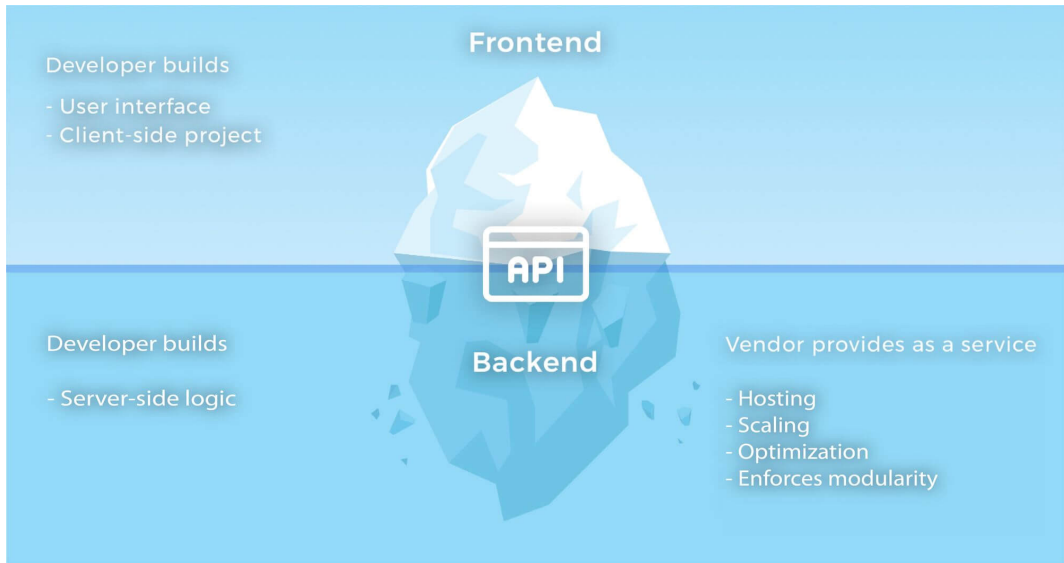 Frontend
Developer builds
- User interface
- Client-side project
API
Developer builds
- Server-side logic
Backend
Vendor provides as a service
- Hosting
- Scaling
- Optimization
- Enforces modularity